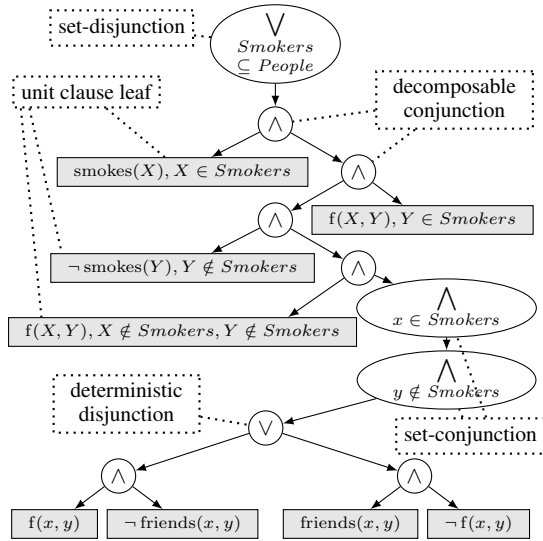 set-disjunction
⋁
Smokers
⊆ People
unit clause leaf
decomposable
conjunction
∧
smokes(X), X ∈ Smokers
∧
∧
f(X, Y), Y ∈ Smokers
¬ smokes(Y), Y ∉ Smokers
∧
f(X, Y), X ∉ Smokers, Y ∉ Smokers
⋀
x ∈ Smokers
⋀
y ∉ Smokers
deterministic
disjunction
∨
set-conjunction
∧
∧
f(x, y)
¬ friends(x, y)
friends(x, y)
¬ f(x, y)